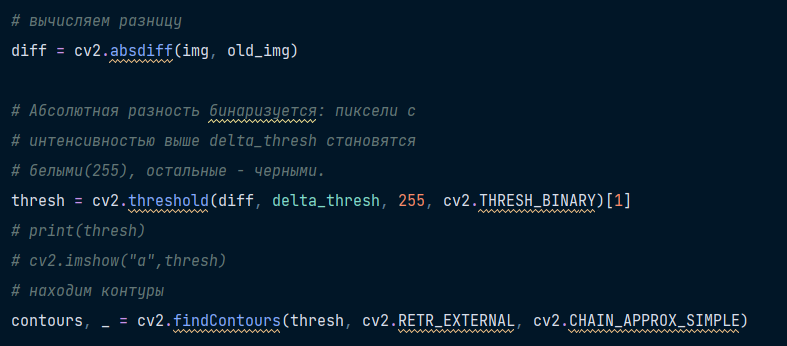 # вычисляем разницу
diff = cv2.absdiff(img, old_img)
# Абсолютная разность бинаризуется: пиксели с
# интенсивностью выше delta_thresh становятся
# белыми(255), остальные - черными.
thresh = cv2.threshold(diff, delta_thresh, 255, cv2.THRESH_BINARY)[1]
# print(thresh)
# cv2.imshow("a",thresh)
# находим контуры
contours, _ = cv2.findContours(thresh, cv2.RETR_EXTERNAL, cv2.CHAIN_APPROX_SIMPLE)